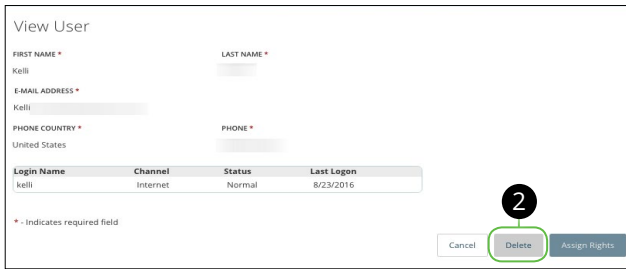 View User
FIRST NAME * LAST NAME *
Kelli
E-MAIL ADDRESS *
Kelli
PHONE COUNTRY * PHONE *
United States
Login Name Channel Status Last Logon
kelli Internet Normal 8/23/2016
2
* - Indicates required field
Cancel Delete Assign Rights